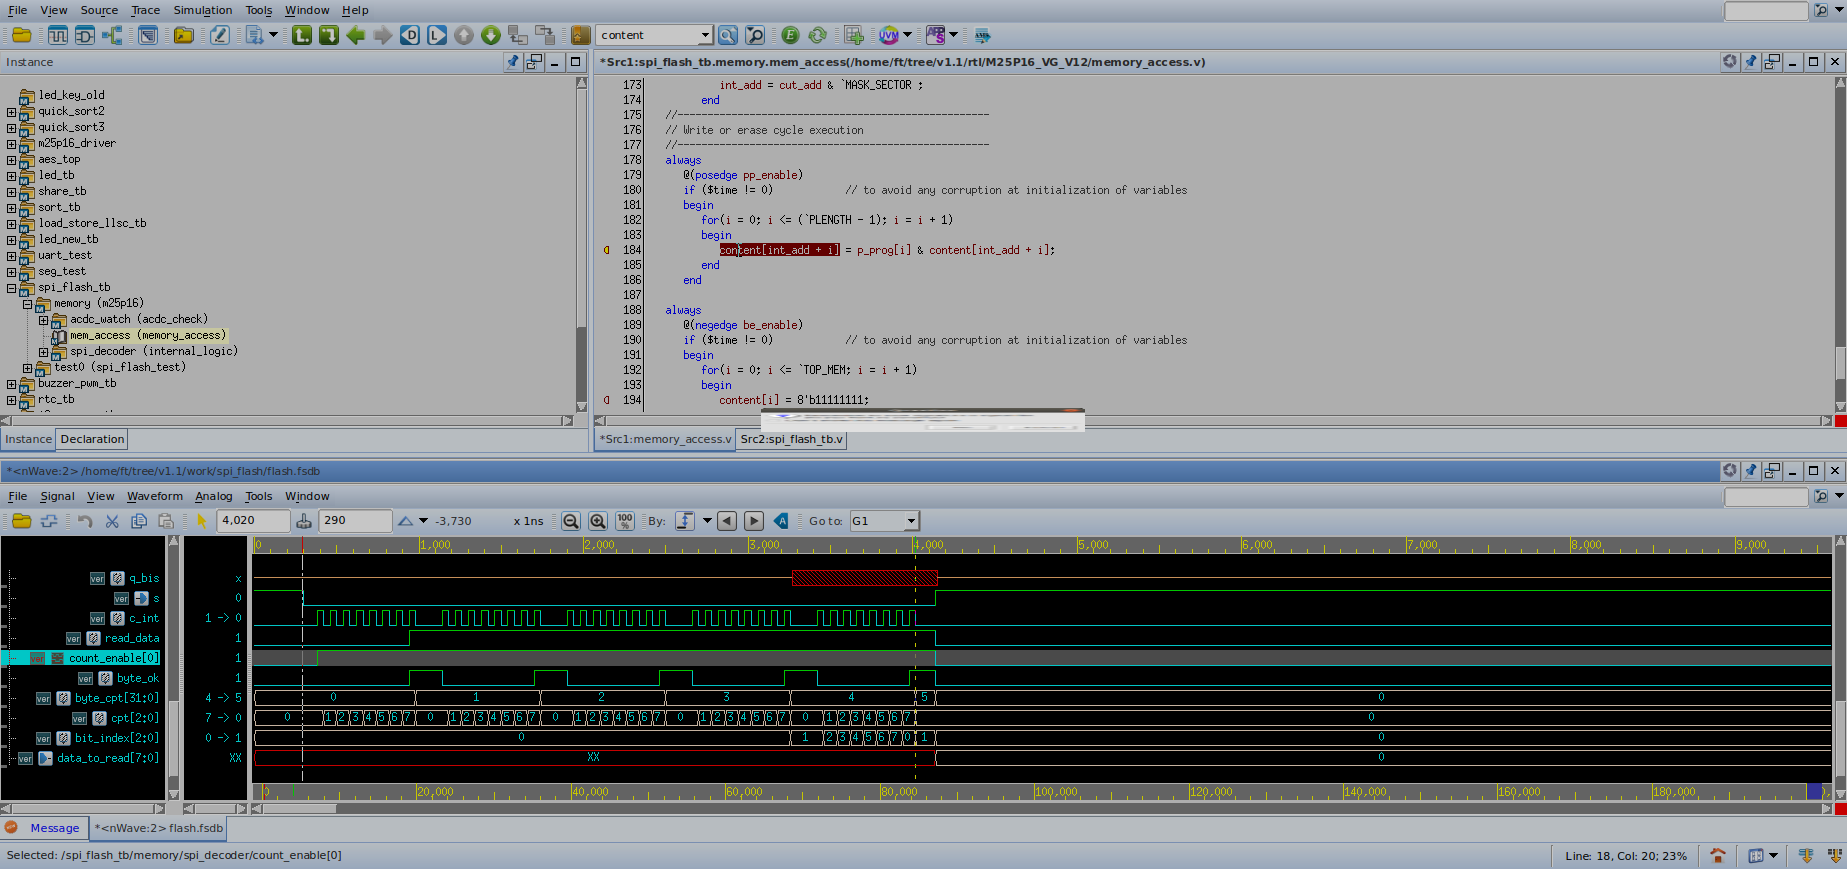 File View Source Trace Simulation Tools Window Help
content
Instance
*Src1:spi_flash_tb.memory.mem_access(/home/ft/tree/v1.1/rtl/M25P16_VG_V12/memory_access.v)
led_key_old
quick_sort2
quick_sort3
m25p16_driver
aes_top
led_tb
share_tb
sort_tb
load_store_llsc_tb
led_new_tb
uart_test
seg_test
spi_flash_tb
memory (m25p16)
acdc_watch (acdc_check)
mem_access (memory_access)
spi_decoder (internal_logic)
test0 (spi_flash_test)
buzzer_pwm_tb
rtc_tb
173 int_add = cut_add & `MASK_SECTOR ;
174 end
175 //----------------------------------------------------
176 // Write or erase cycle execution
177 //----------------------------------------------------
178 always
179 @(posedge pp_enable)
180 if ($time != 0) // to avoid any corruption at initialization of variables
181 begin
182 for(i = 0; i <= (`PLENGTH - 1); i = i + 1)
183 begin
184 content[int_add + i] = p_prog[i] & content[int_add + i];
185 end
186 end
187
188 always
189 @(negedge be_enable)
190 if ($time != 0) // to avoid any corruption at initialization of variables
191 begin
192 for(i = 0; i <= `TOP_MEM; i = i + 1)
193 begin
194 content[i] = 8'b11111111;
Instance Declaration
*Src1:memory_access.v Src2:spi_flash_tb.v
*<nWave:2> /home/ft/tree/v1.1/work/spi_flash/flash.fsdb
File Signal View Waveform Analog Tools Window
4,020 290 -3,730 x 1ns 100% By: Go to: G1
0 1,000 2,000 3,000 4,000 5,000 6,000 7,000 8,000 9,000
ver q_bis x
ver s 0
ver c_int 1 -> 0
ver read_data 1
ver count_enable[0] 1
ver byte_ok 1
ver byte_cpt[31:0] 4 -> 5 0 1 2 3 4 5 0
ver cpt[2:0] 7 -> 0 0 1 2 3 4 5 6 7 0 1 2 3 4 5 6 7 0 1 2 3 4 5 6 7 0 1 2 3 4 5 6 7 0 1 2 3 4 5 6 7 0
ver bit_index[2:0] 0 -> 1 0 1 2 3 4 5 6 7 0 1 0
ver data_to_read[7:0] XX XX 0
0 20,000 40,000 60,000 80,000 100,000 120,000 140,000 160,000 180,000
Message *<nWave:2> flash.fsdb
Selected: /spi_flash_tb/memory/spi_decoder/count_enable[0]
Line: 18, Col: 20; 23%